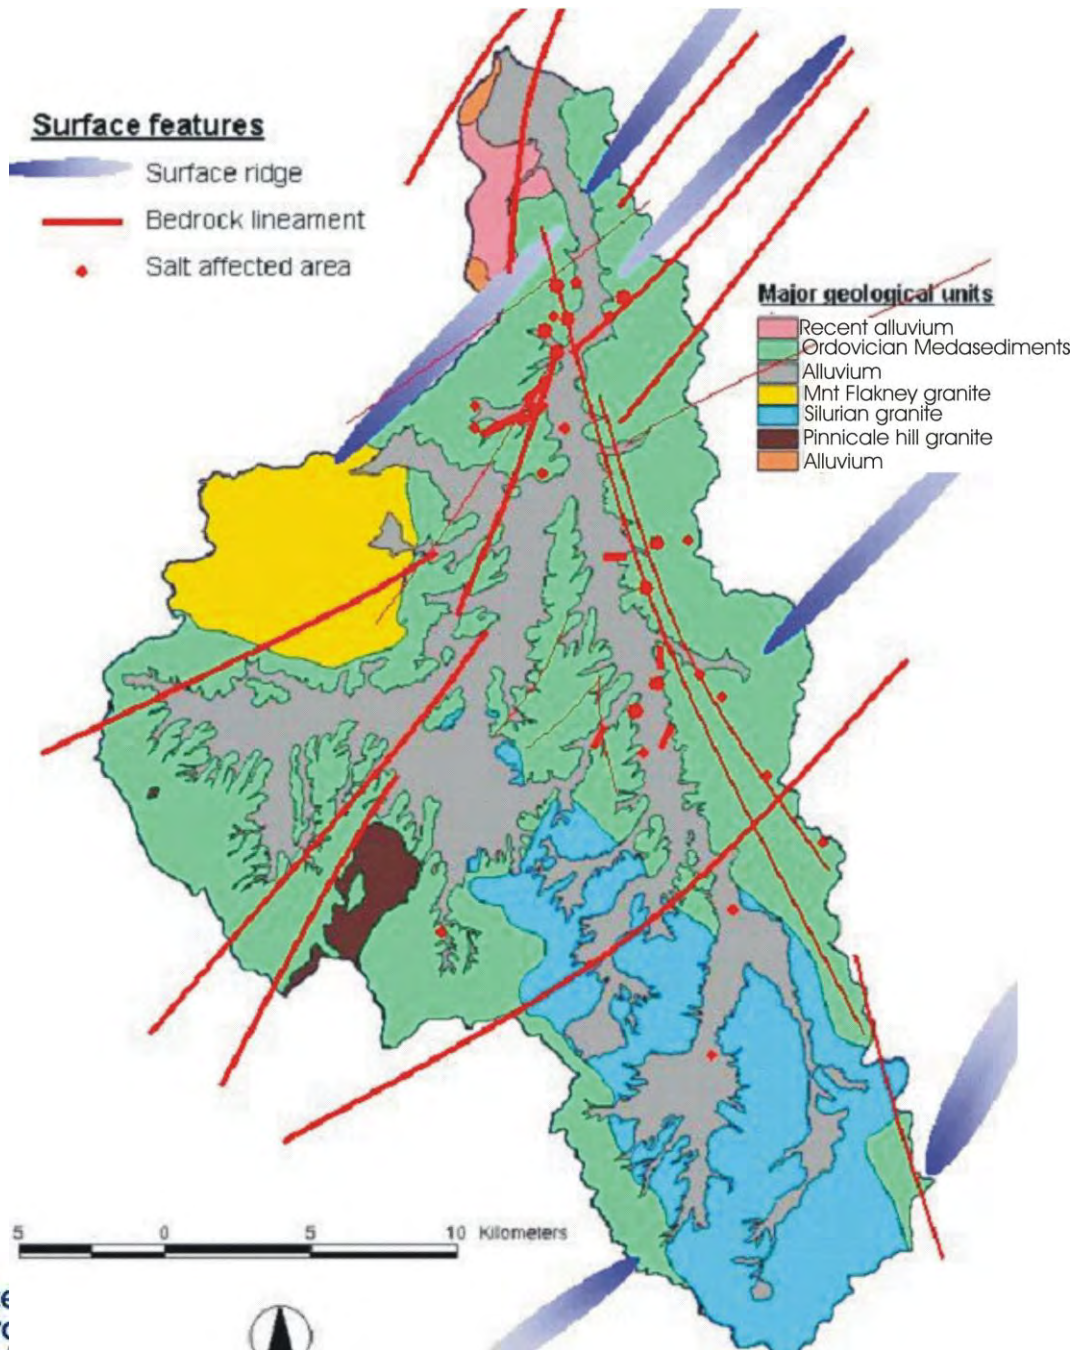 Surface features
Surface ridge
Bedrock lineament
Salt affected area
Major geological units
Recent alluvium
Ordovician Medasediments
Alluvium
Mnt Flakney granite
Silurian granite
Pinnicale hill granite
Alluvium
5 0 5 10 Kilometers